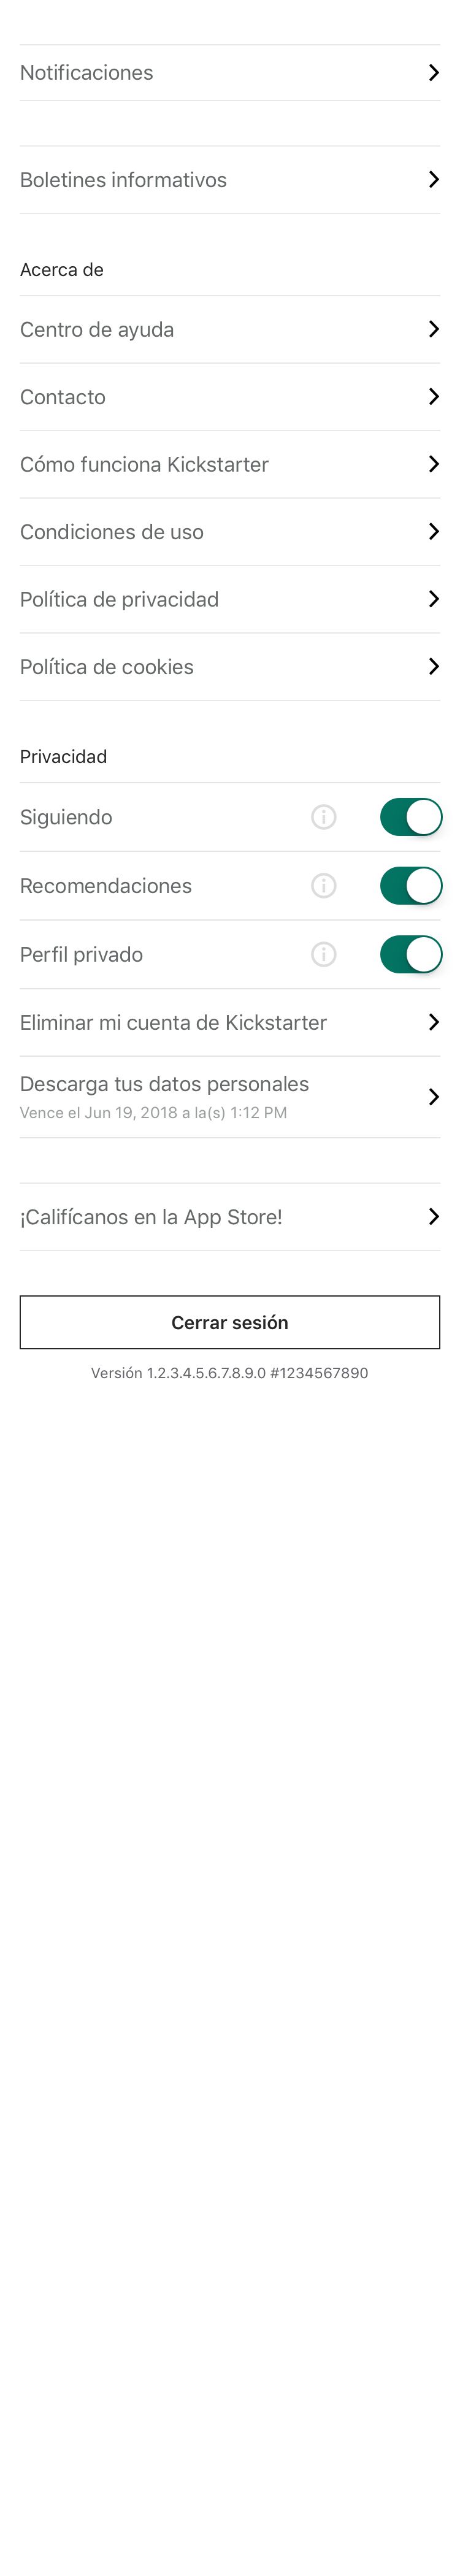 Notificaciones
Boletines informativos
Acerca de
Centro de ayuda
Contacto
Cómo funciona Kickstarter
Condiciones de uso
Política de privacidad
Política de cookies
Privacidad
Siguiendo
Recomendaciones
Perfil privado
Eliminar mi cuenta de Kickstarter
Descarga tus datos personales
Vence el Jun 19, 2018 a la(s) 1:12 PM
¡Califícanos en la App Store!
Cerrar sesión
Versión 1.2.3.4.5.6.7.8.9.0 #1234567890